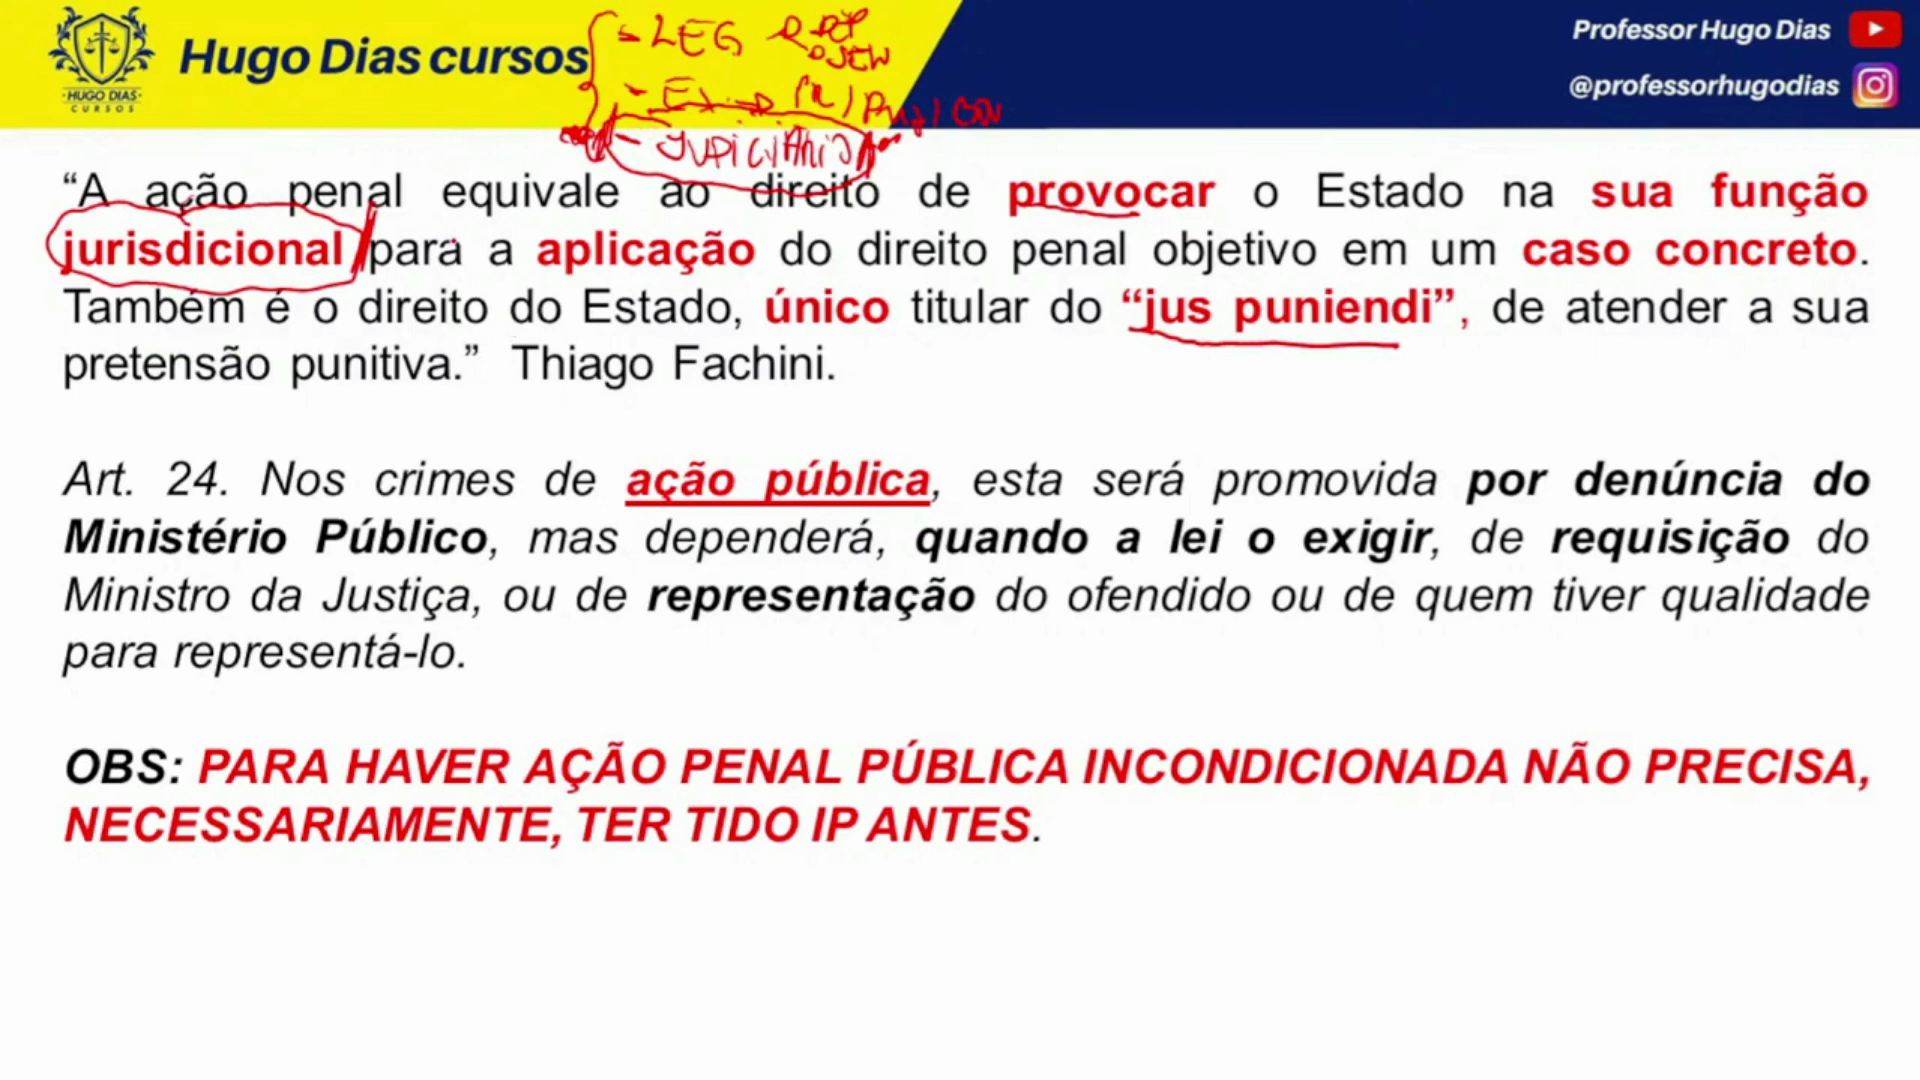 HUGO DIAS
CURSOS
Hugo Dias cursos
- LEG
- EX
- JUDICIÁRIO
Professor Hugo Dias
@professorhugodias
“A ação penal equivale ao direito de provocar o Estado na sua função
jurisdicional para a aplicação do direito penal objetivo em um caso concreto.
Também é o direito do Estado, único titular do “jus puniendi”, de atender a sua
pretensão punitiva.” Thiago Fachini.
Art. 24. Nos crimes de ação pública, esta será promovida por denúncia do
Ministério Público, mas dependerá, quando a lei o exigir, de requisição do
Ministro da Justiça, ou de representação do ofendido ou de quem tiver qualidade
para representá-lo.
OBS: PARA HAVER AÇÃO PENAL PÚBLICA INCONDICIONADA NÃO PRECISA,
NECESSARIAMENTE, TER TIDO IP ANTES.